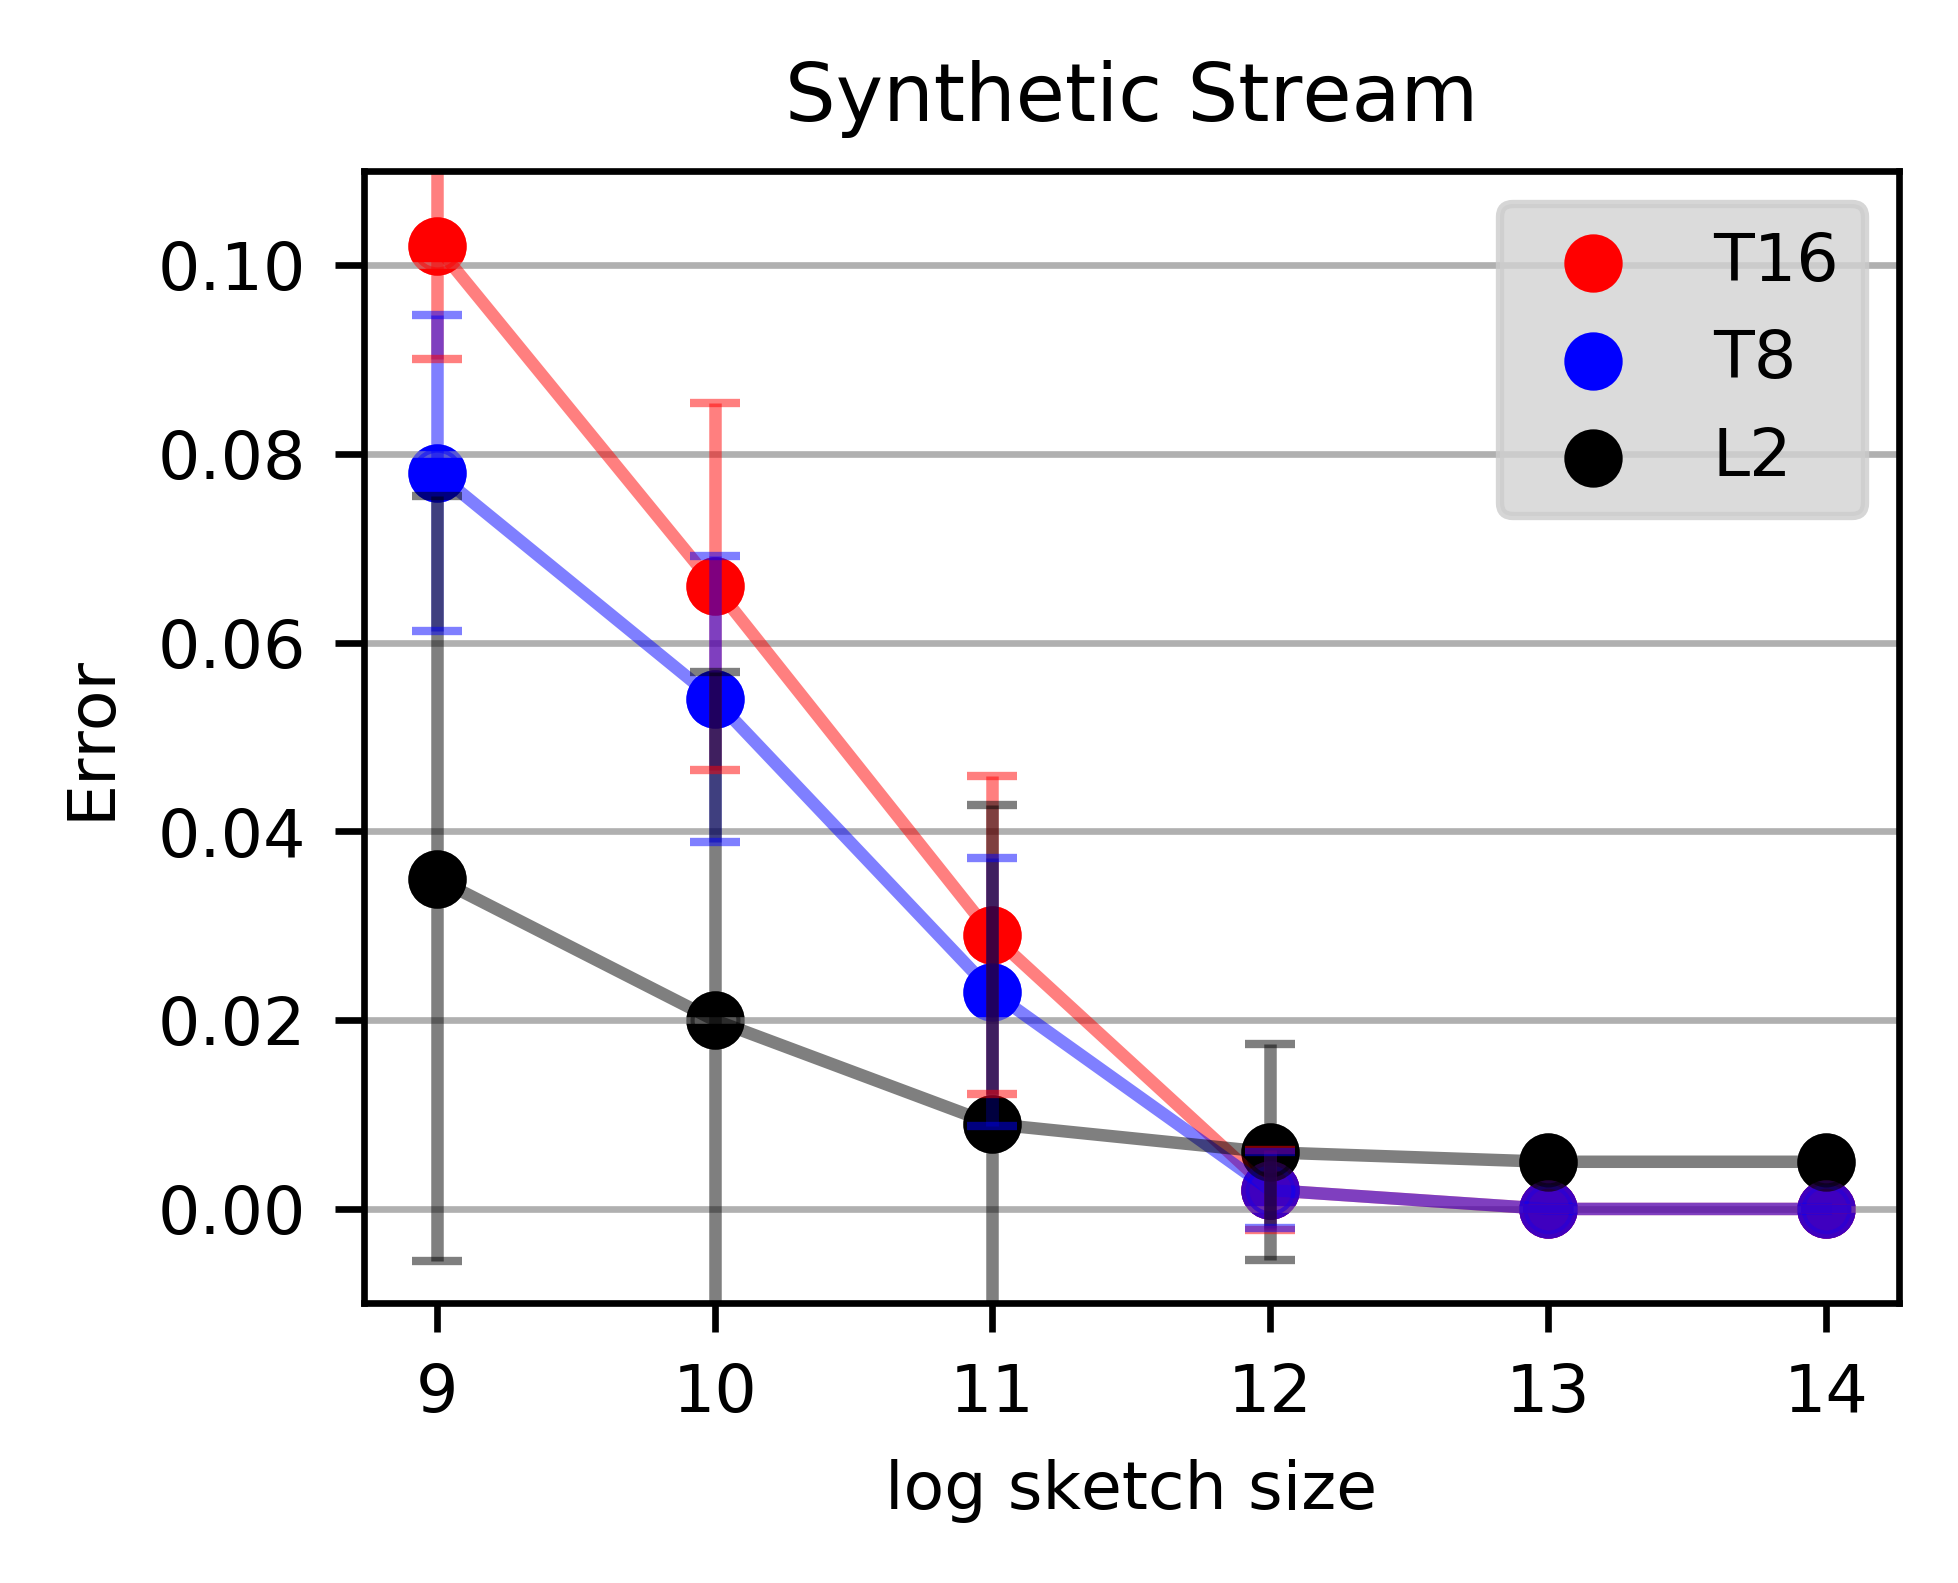 Synthetic Stream
T16
T8
L2
0.10
0.08
0.06
0.04
0.02
0.00
Error
9 10 11 12 13 14
log sketch size